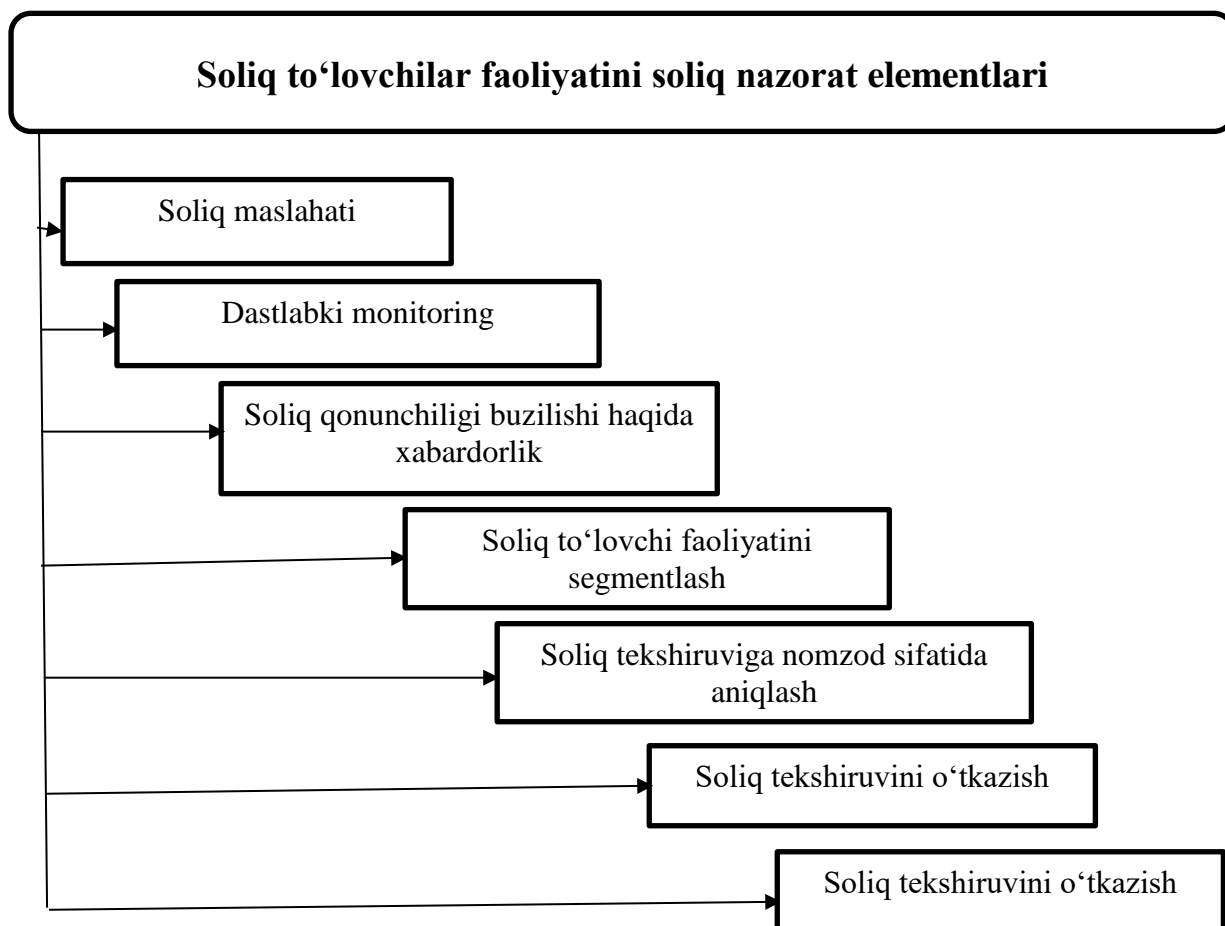 Soliq to‘lovchilar faoliyatini soliq nazorat elementlari
Soliq maslahati
Dastlabki monitoring
Soliq qonunchiligi buzilishi haqida
xabardorlik
Soliq to‘lovchi faoliyatini
segmentlash
Soliq tekshiruviga nomzod sifatida
aniqlash
Soliq tekshiruvini o‘tkazish
Soliq tekshiruvini o‘tkazish